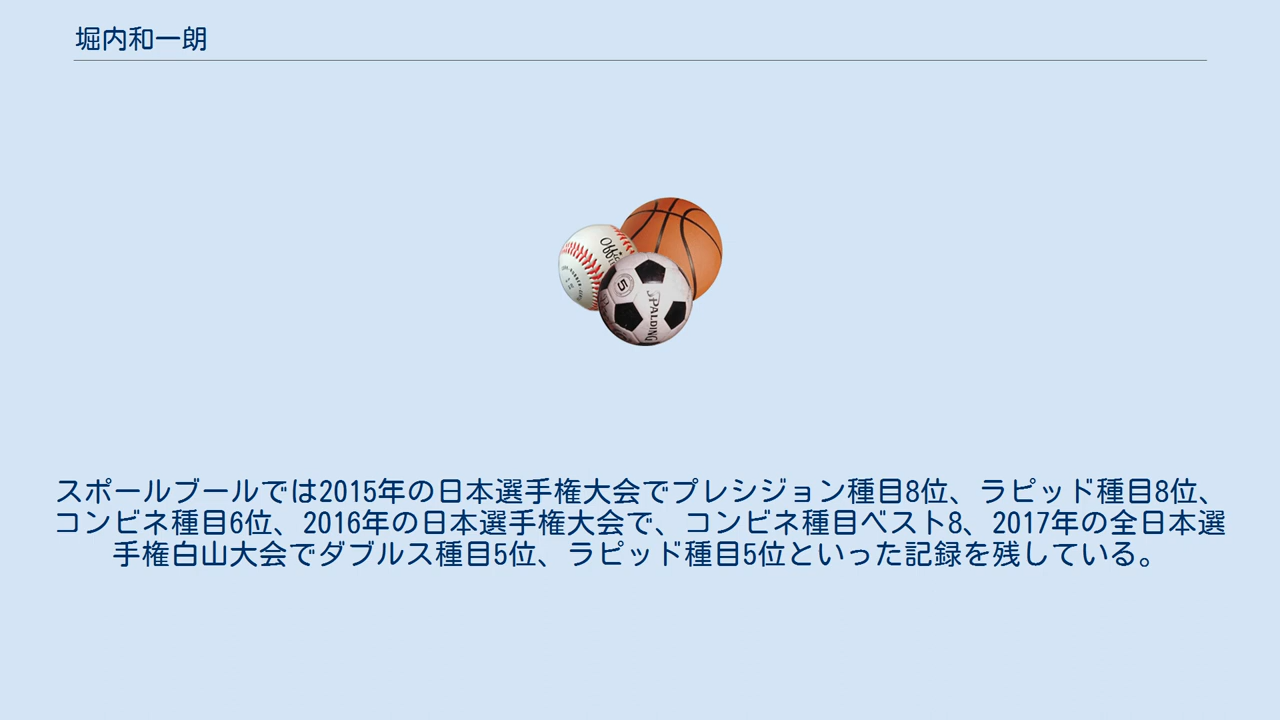 堀内和一朗
Offic
5
SPALDING
スポールブールでは2015年の日本選手権大会でプレシジョン種目8位、ラピッド種目8位、
コンビネ種目6位、2016年の日本選手権大会で、コンビネ種目ベスト8、2017年の全日本選
手権白山大会でダブルス種目5位、ラピッド種目5位といった記録を残している。